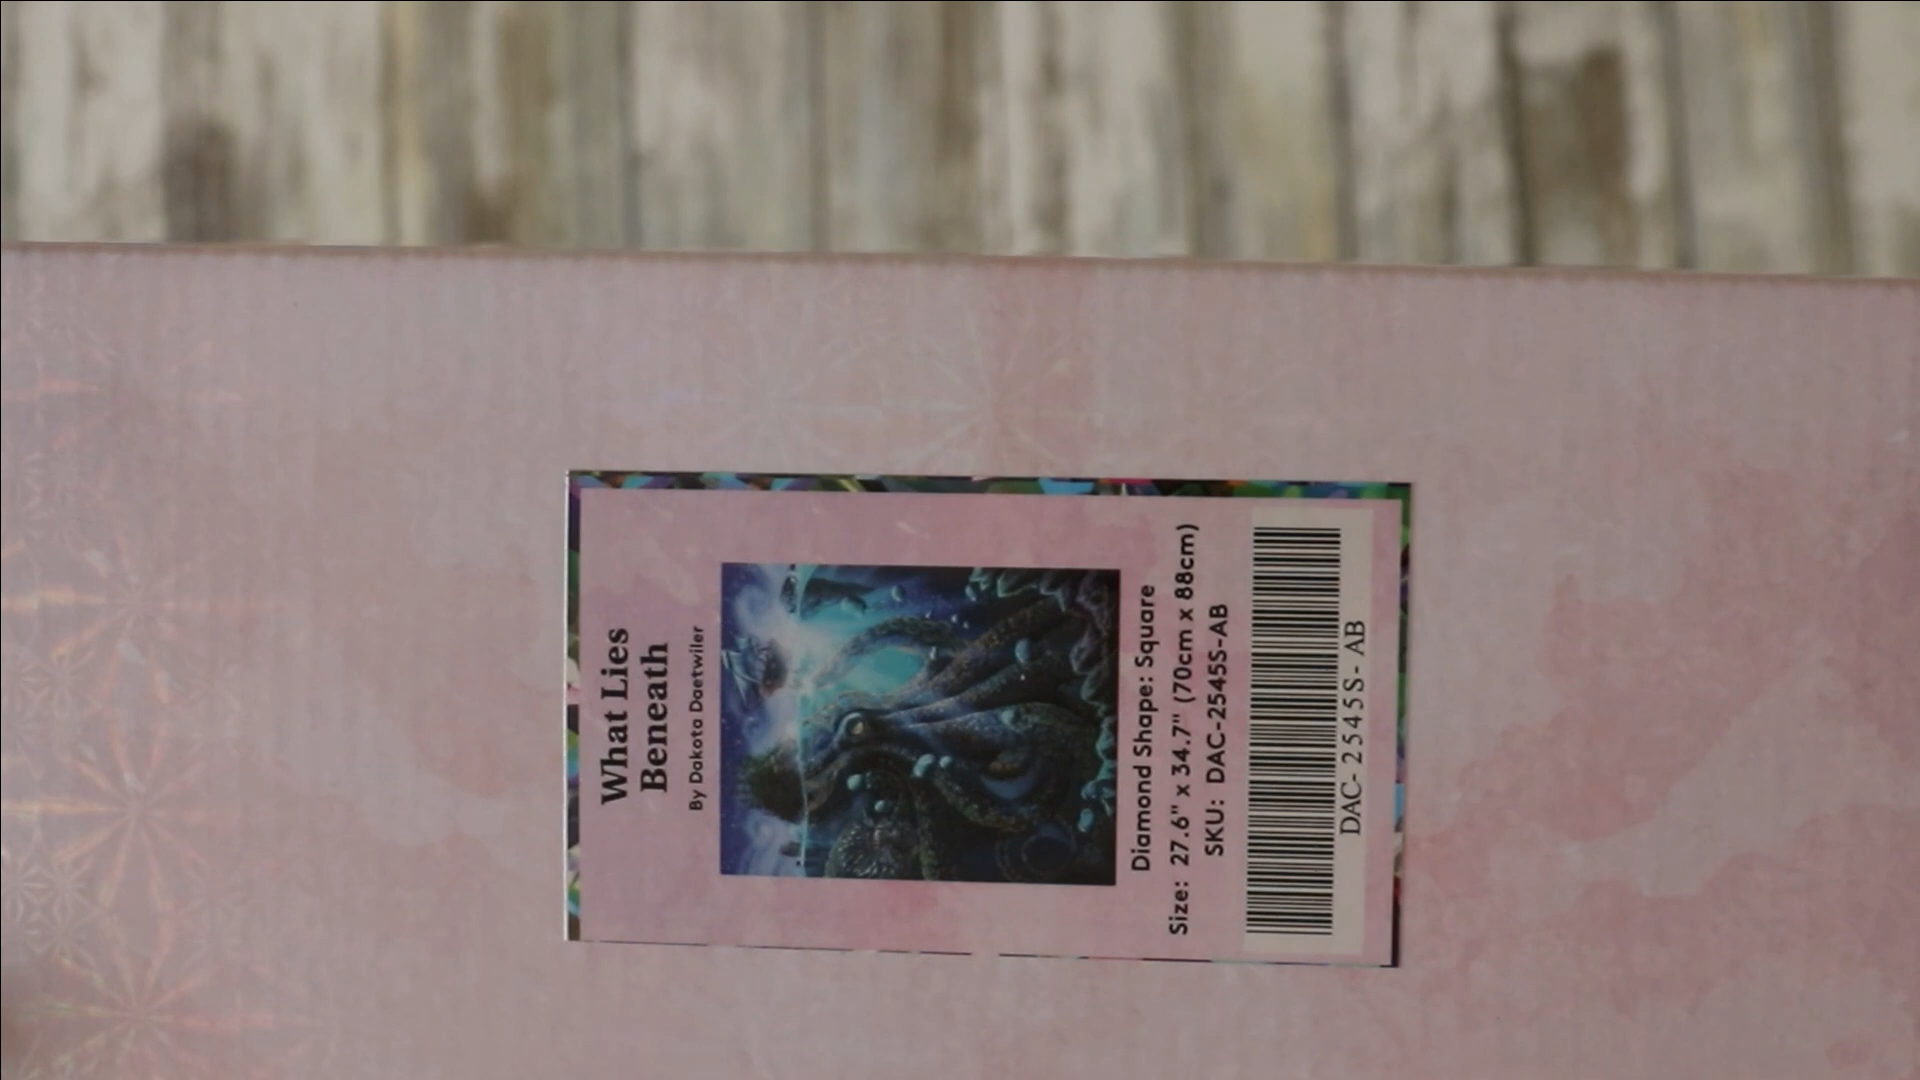 What Lies
Beneath
By Dakota Daetwiler
Diamond Shape: Square
Size: 27.6" x 34.7" (70cm x 88cm)
SKU: DAC-2545S-AB
DAC- 2545S- AB